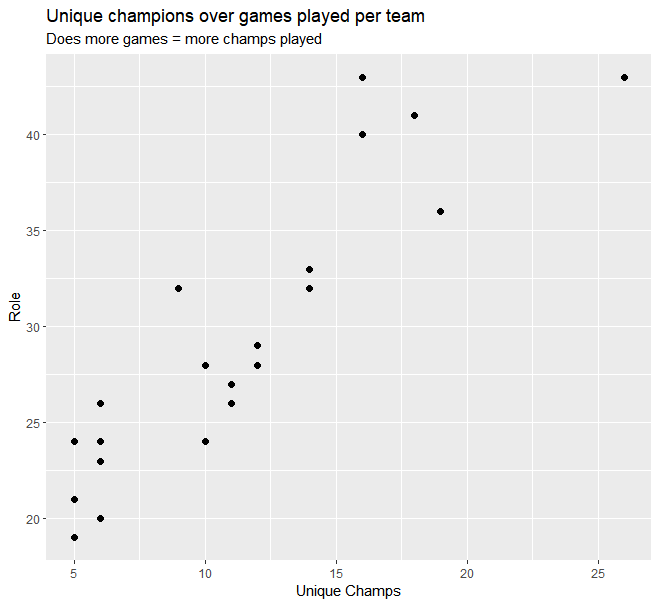 Unique champions over games played per team
Does more games = more champs played
40
35
30
25
20
Role
5 10 15 20 25
Unique Champs